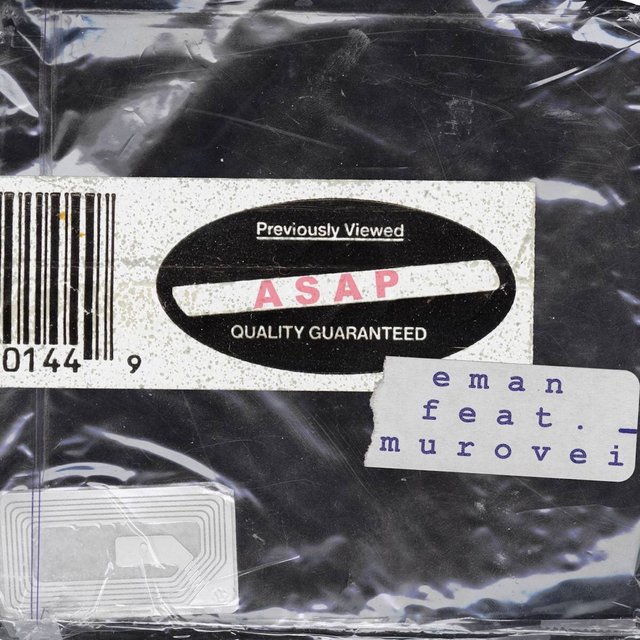 Previously Viewed
ASAP
QUALITY GUARANTEED
0144 9
eman
feat. _
murovei